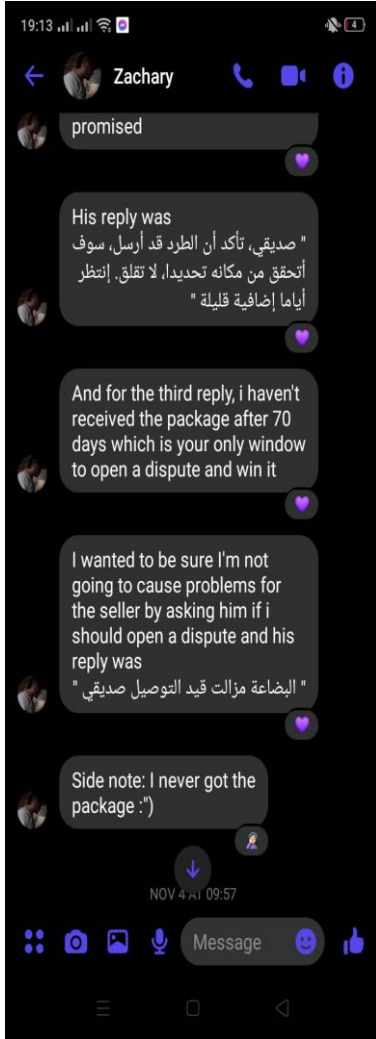 19:13
4
Zachary
promised
His reply was
" صديقي، تأكد أن الطرد قد أرسل، سوف
أتحقق من مكانه تحديدا، لا تقلق. إنتظر
أياما إضافية قليلة "
And for the third reply, i haven't
received the package after 70
days which is your only window
to open a dispute and win it
I wanted to be sure I'm not
going to cause problems for
the seller by asking him if i
should open a dispute and his
reply was
" البضاعة مزالت قيد التوصيل صديقي "
Side note: I never got the
package :")
NOV 4 AT 09:57
Message